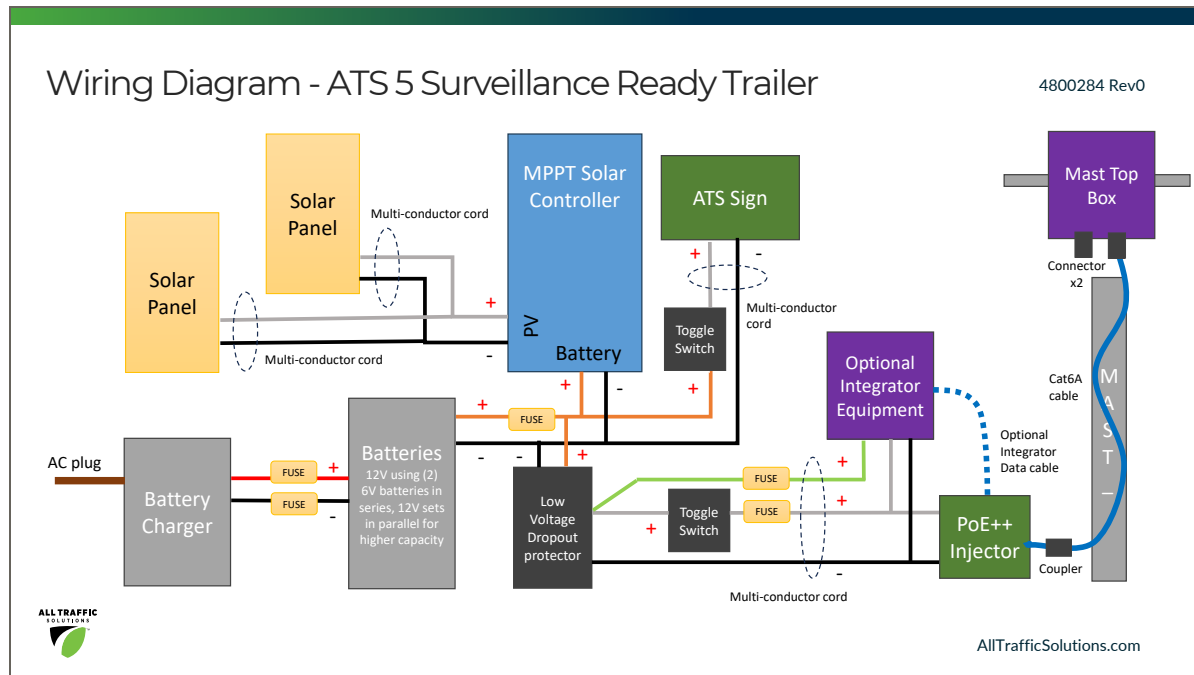 Wiring Diagram - ATS 5 Surveillance Ready Trailer
4800284 Rev0
Solar
Panel
Solar
Panel
Multi-conductor cord
Multi-conductor cord
MPPT Solar
Controller
PV
Battery
+
-
+
-
ATS Sign
+
-
Multi-conductor
cord
Toggle
Switch
+
Mast Top
Box
Connector
x2
Cat6A
cable
MAST_
Optional
Integrator
Equipment
Optional
Integrator
Data cable
AC plug
Battery
Charger
FUSE
+
FUSE
-
Batteries
12V using (2)
6V batteries in
series, 12V sets
in parallel for
higher capacity
+
FUSE
-
-
+
Low
Voltage
Dropout
protector
FUSE
+
+
Toggle
Switch
FUSE
+
-
Multi-conductor cord
PoE++
Injector
Coupler
ALL TRAFFIC
SOLUTIONS
AllTrafficSolutions.com